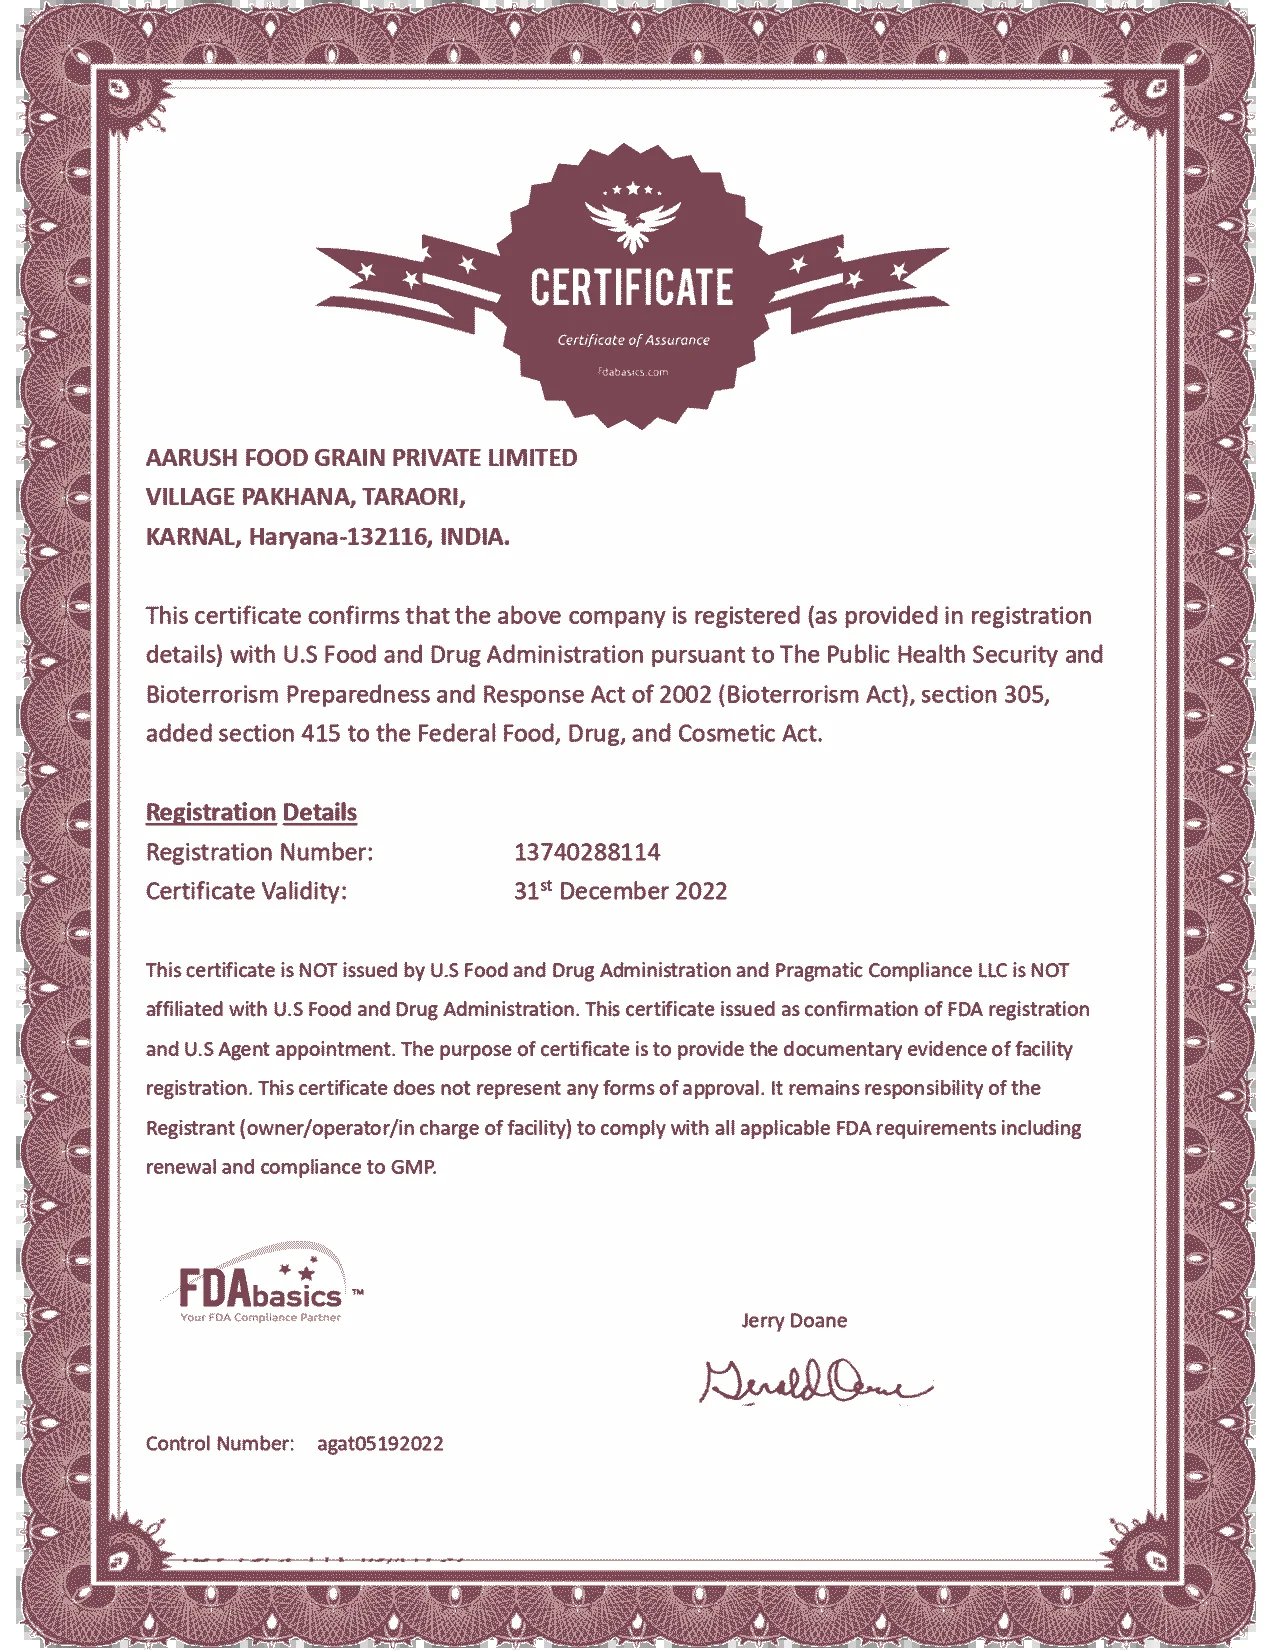 CERTIFICATE
Certificate of Assurance
Fdabasics.com
AARUSH FOOD GRAIN PRIVATE LIMITED
VILLAGE PAKHANA, TARAORI,
KARNAL, Haryana-132116, INDIA.
This certificate confirms that the above company is registered (as provided in registration
details) with U.S Food and Drug Administration pursuant to The Public Health Security and
Bioterrorism Preparedness and Response Act of 2002 (Bioterrorism Act), section 305,
added section 415 to the Federal Food, Drug, and Cosmetic Act.
Registration Details
Registration Number: 13740288114
Certificate Validity: 31st December 2022
This certificate is NOT issued by U.S Food and Drug Administration and Pragmatic Compliance LLC is NOT
affiliated with U.S Food and Drug Administration. This certificate issued as confirmation of FDA registration
and U.S Agent appointment. The purpose of certificate is to provide the documentary evidence of facility
registration. This certificate does not represent any forms of approval. It remains responsibility of the
Registrant (owner/operator/in charge of facility) to comply with all applicable FDA requirements including
renewal and compliance to GMP.
FDAbasics™
Your FDA Compliance Partner
Jerry Doane
Gerald Doane
Control Number: agat05192022